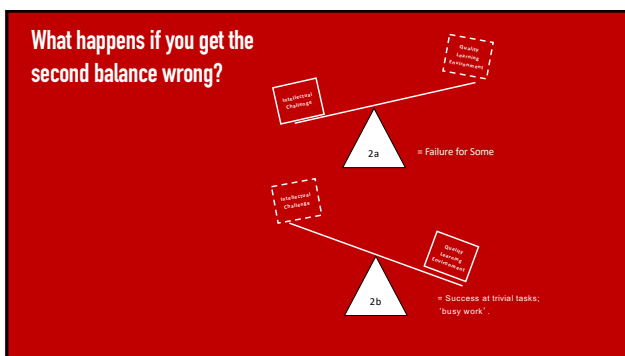 What happens if you get the
second balance wrong?
Quality
Learning
Environment
Intellectual
Challenge
2a
= Failure for Some
Intellectual
Challenge
Quality
Learning
Environment
2b
= Success at trivial tasks;
‘busy work’ .